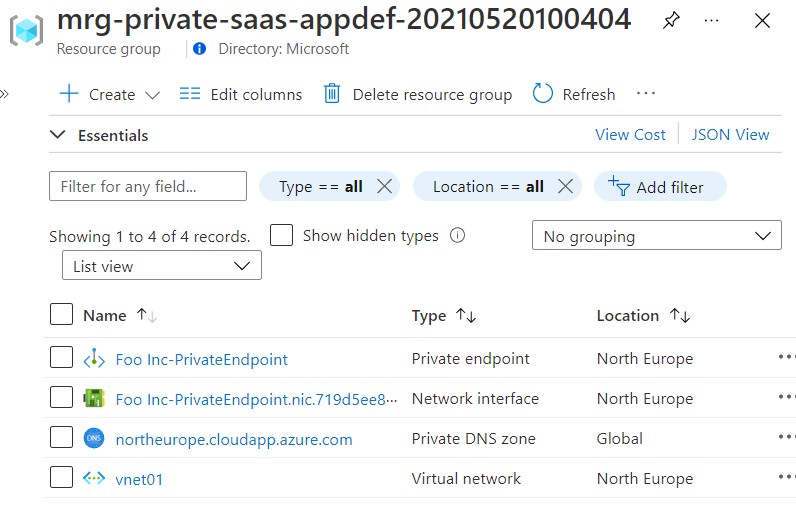 mrg-private-saas-appdef-20210520100404
Resource group
Directory: Microsoft
Create
Edit columns
Delete resource group
Refresh
Essentials
View Cost
JSON View
Filter for any field...
Type == all
Location == all
Add filter
Showing 1 to 4 of 4 records.
Show hidden types
No grouping
List view
Name
Type
Location
Foo Inc-PrivateEndpoint
Private endpoint
North Europe
Foo Inc-PrivateEndpoint.nic.719d5ee8···
Network interface
North Europe
DNS
northeurope.cloudapp.azure.com
Private DNS zone
Global
vnet01
Virtual network
North Europe